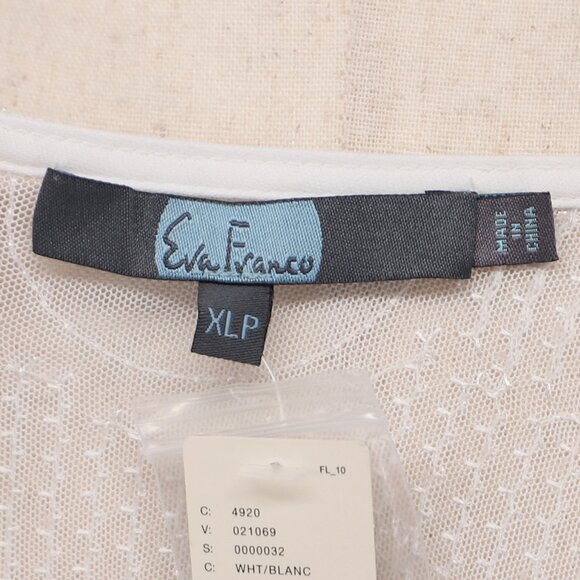 Eva Franco
MADE
IN
CHINA
XLP
FL_10
C: 4920
V: 021069
S: 0000032
C: WHT/BLANC